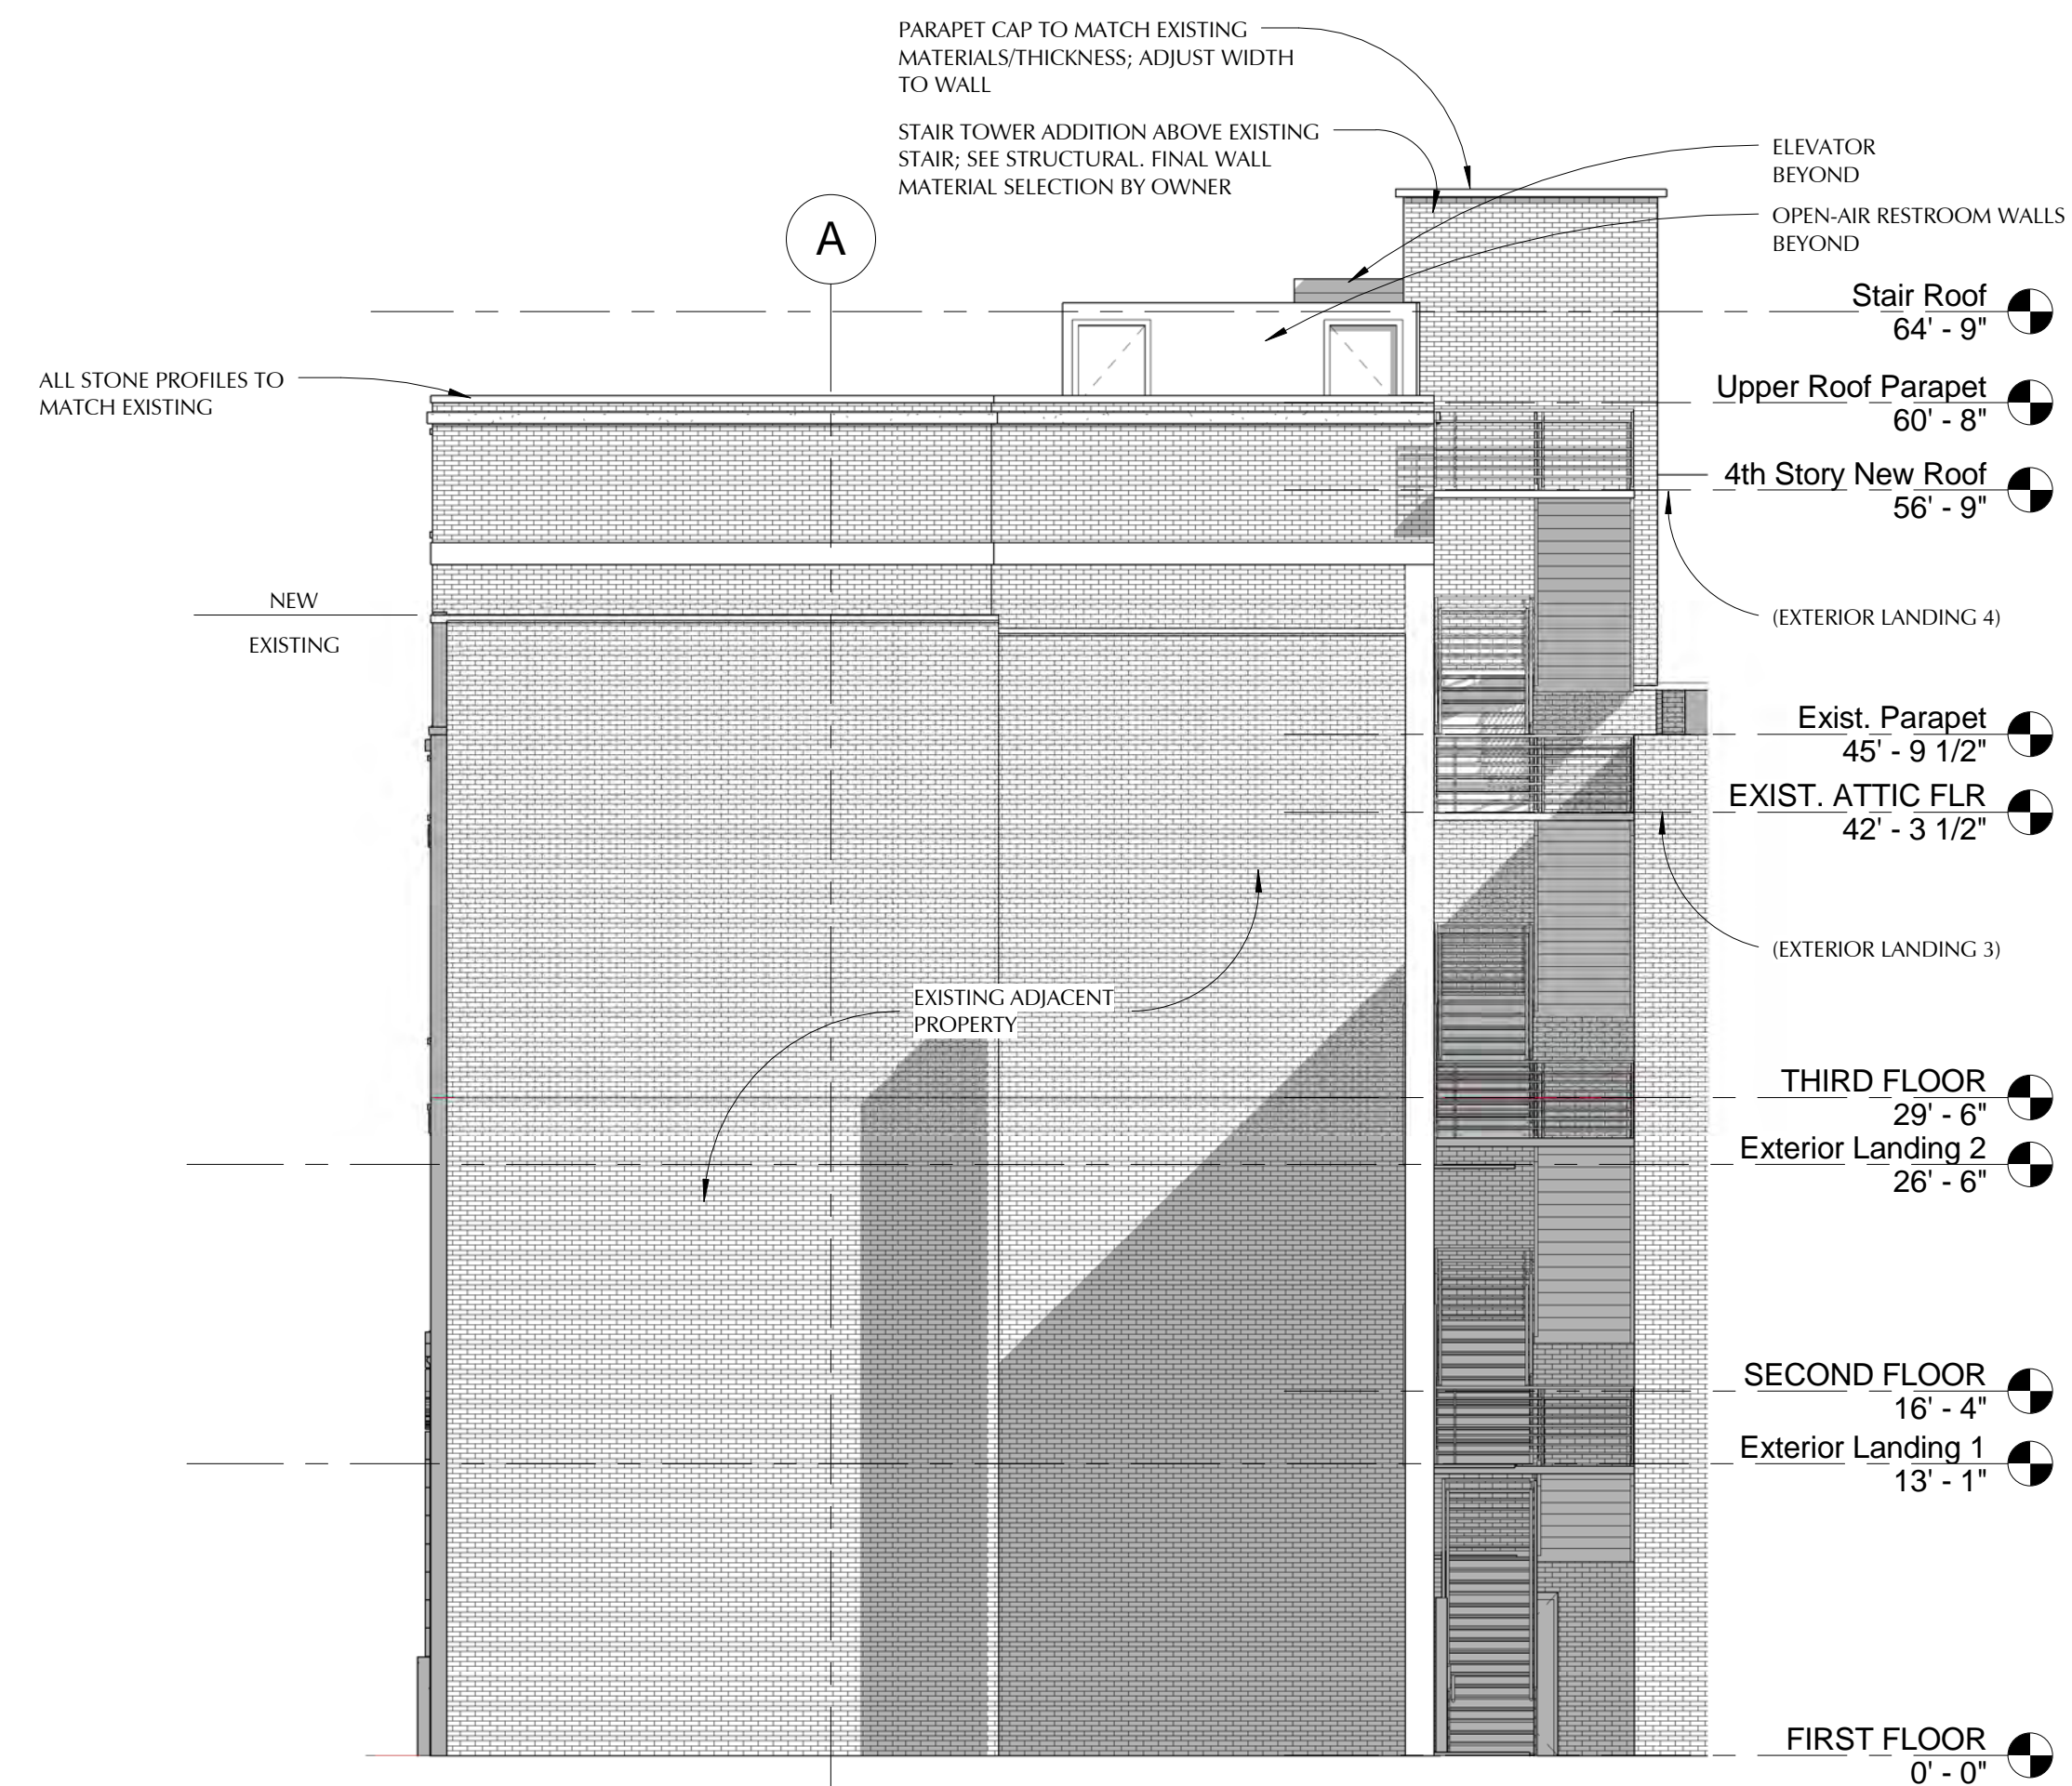 PARAPET CAP TO MATCH EXISTING
MATERIALS/THICKNESS; ADJUST WIDTH
TO WALL
STAIR TOWER ADDITION ABOVE EXISTING
STAIR; SEE STRUCTURAL. FINAL WALL
MATERIAL SELECTION BY OWNER
ELEVATOR
BEYOND
OPEN-AIR RESTROOM WALLS
BEYOND
A
Stair Roof
64' - 9"
ALL STONE PROFILES TO
MATCH EXISTING
Upper Roof Parapet
60' - 8"
4th Story New Roof
56' - 9"
NEW
EXISTING
(EXTERIOR LANDING 4)
Exist. Parapet
45' - 9 1/2"
EXIST. ATTIC FLR
42' - 3 1/2"
(EXTERIOR LANDING 3)
EXISTING ADJACENT
PROPERTY
THIRD FLOOR
29' - 6"
Exterior Landing 2
26' - 6"
SECOND FLOOR
16' - 4"
Exterior Landing 1
13' - 1"
FIRST FLOOR
0' - 0"